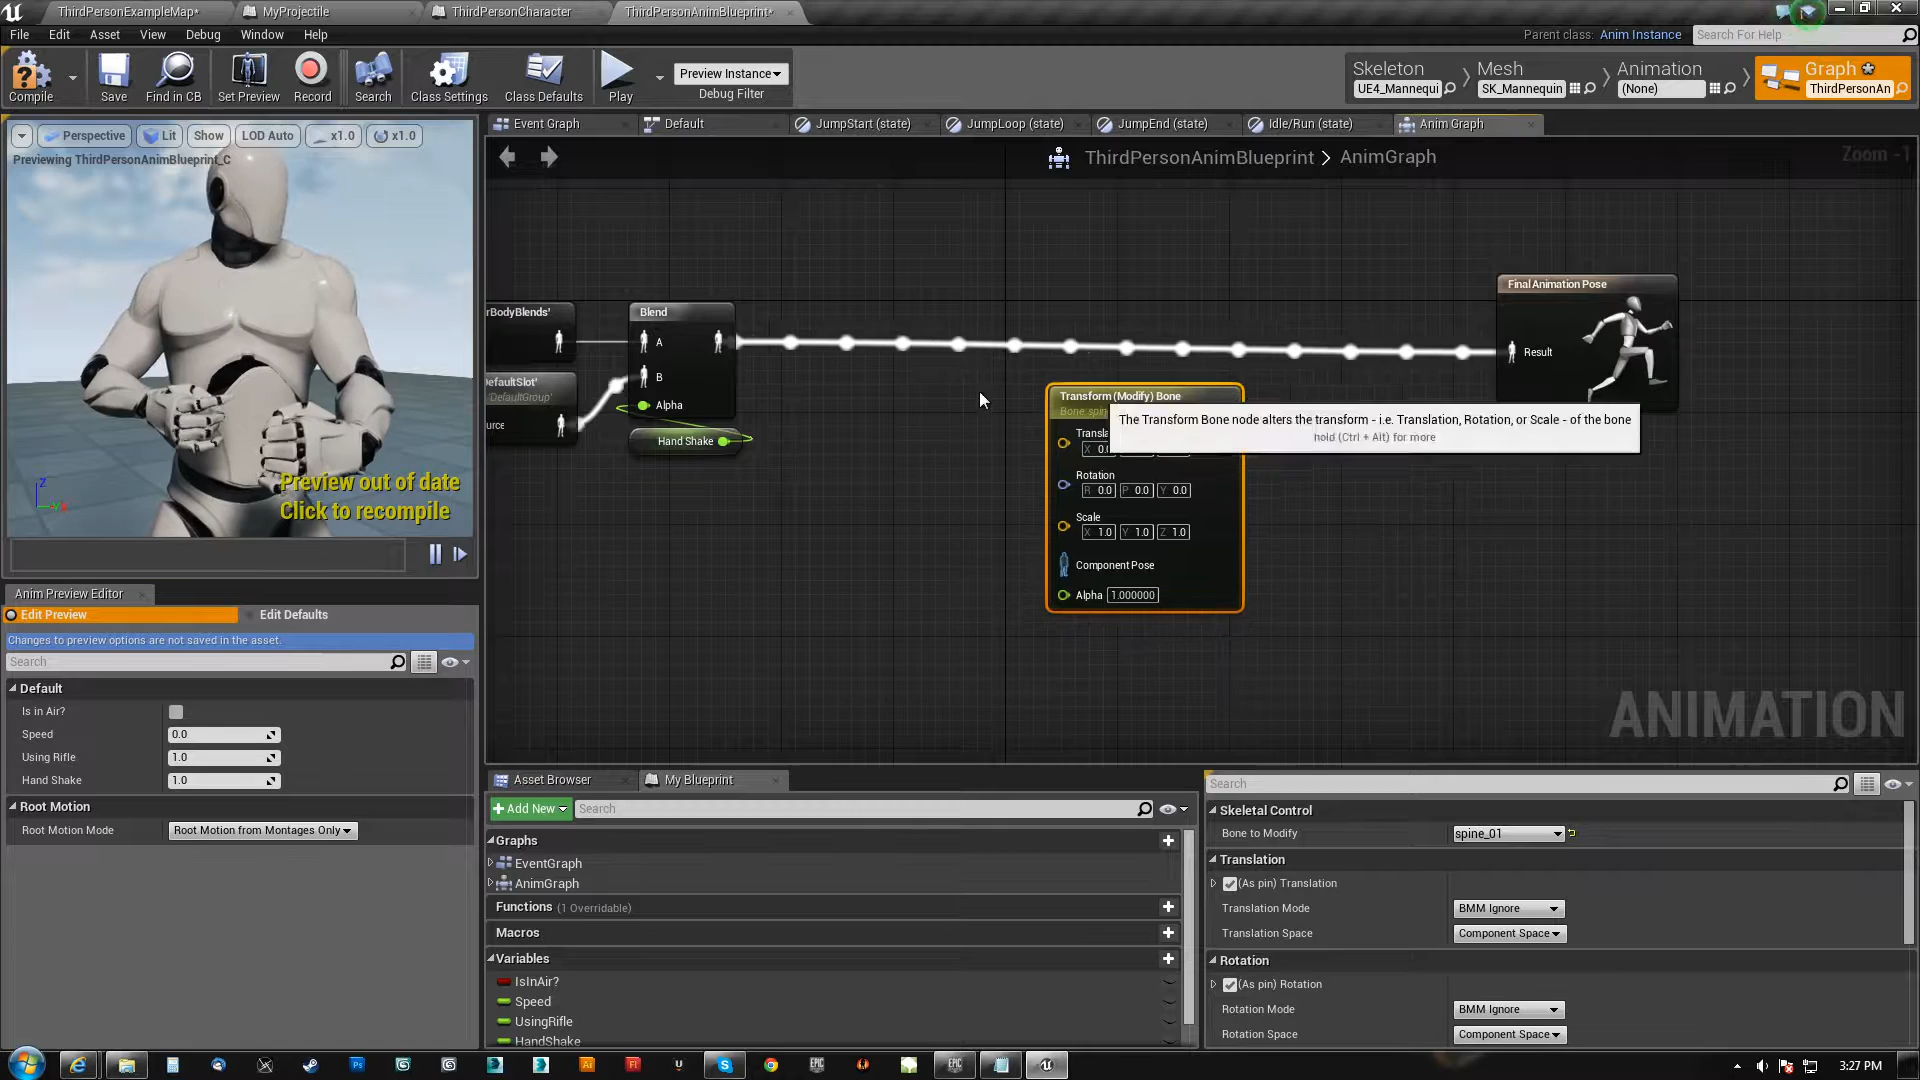 ThirdPersonExampleMap*
MyProjectile
ThirdPersonCharacter
ThirdPersonAnimBlueprint*
File Edit Asset View Debug Window Help
Parent class: Anim Instance
Search For Help
Compile
Save
Find in CB
Set Preview
Record
Search
Class Settings
Class Defaults
Play
Preview Instance
Debug Filter
Skeleton
UE4_Mannequi
Mesh
SK_Mannequin
Animation
(None)
Graph
ThirdPersonAn
Perspective
Lit
Show
LOD Auto
x1.0
x1.0
Previewing ThirdPersonAnimBlueprint_C
Preview out of date
Click to recompile
Event Graph
Default
JumpStart (state)
JumpLoop (state)
JumpEnd (state)
Idle/Run (state)
Anim Graph
ThirdPersonAnimBlueprint > AnimGraph
Zoom -1
rBodyBlends'
efaultSlot'
DefaultGroup'
urce
Blend
A
B
Alpha
Hand Shake
Final Animation Pose
Result
Transform (Modify) Bone
Bone spin
The Transform Bone node alters the transform - i.e. Translation, Rotation, or Scale - of the bone
hold (Ctrl + Alt) for more
Transla
X 0.0
Rotation
R 0.0 P 0.0 Y 0.0
Scale
X 1.0 Y 1.0 Z 1.0
Component Pose
Alpha 1.000000
ANIMATION
Anim Preview Editor
Edit Preview
Edit Defaults
Changes to preview options are not saved in the asset.
Search
Default
Is in Air?
Speed 0.0
Using Rifle 1.0
Hand Shake 1.0
Root Motion
Root Motion Mode Root Motion from Montages Only
Asset Browser
My Blueprint
Add New
Search
Graphs
EventGraph
AnimGraph
Functions (1 Overridable)
Macros
Variables
IsInAir?
Speed
UsingRifle
HandShake
Search
Skeletal Control
Bone to Modify spine_01
Translation
(As pin) Translation
Translation Mode BMM Ignore
Translation Space Component Space
Rotation
(As pin) Rotation
Rotation Mode BMM Ignore
Rotation Space Component Space
3:27 PM